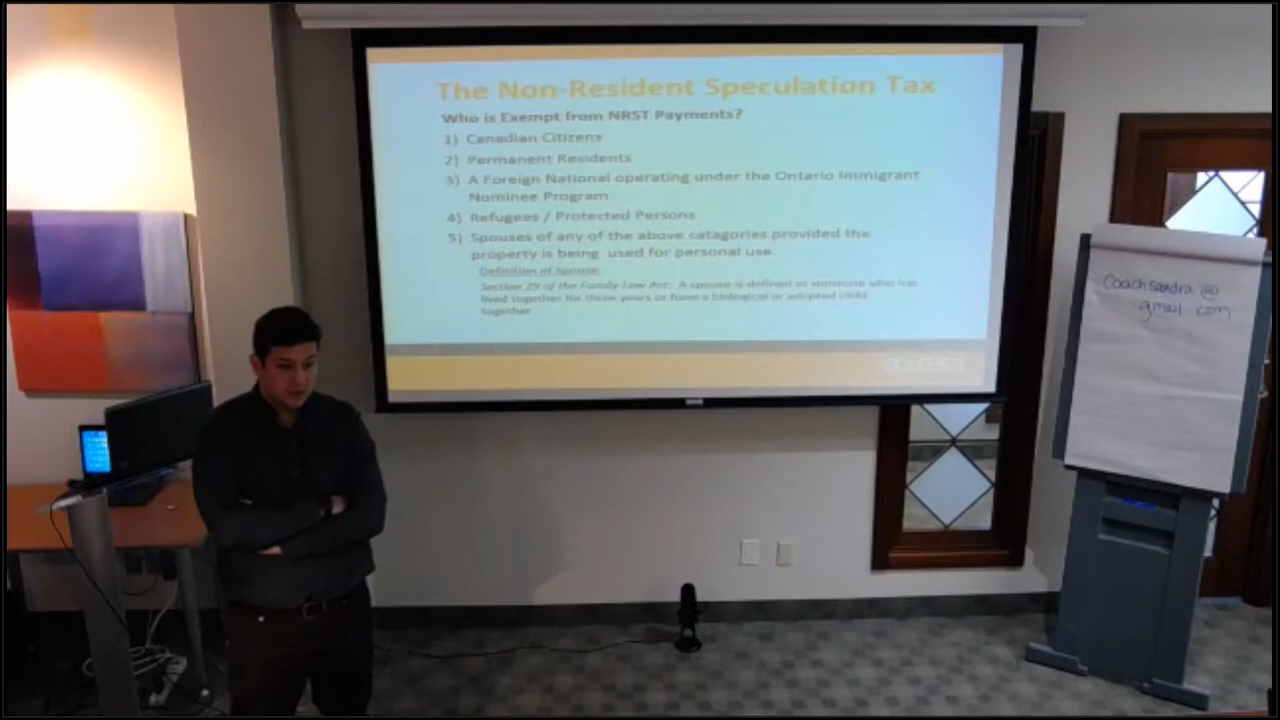 The Non-Resident Speculation Tax
Who is Exempt from NRST Payments?
1) Canadian Citizens
2) Permanent Residents
3) A Foreign National operating under the Ontario Immigrant
Nominee Program
4) Refugees / Protected Persons
5) Spouses of any of the above catagories provided the
property is being used for personal use.
Definition of Spouse:
Section 29 of the Family Law Act: A spouse is defined as someone who has
lived together for three years or have a biological or adopted child
together
Coachsandra @
gmail com